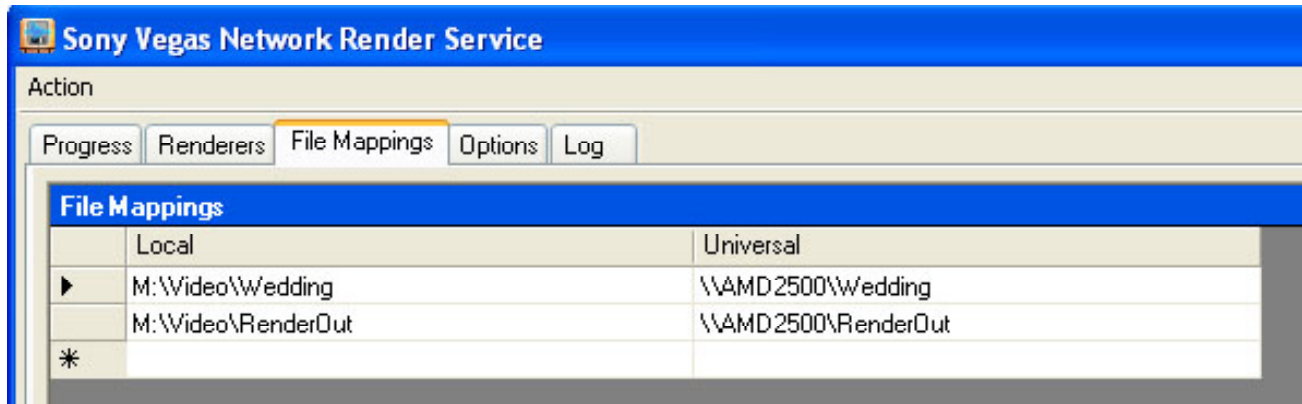 Sony Vegas Network Render Service
Action
Progress Renderers File Mappings Options Log
File Mappings
Local Universal
M:\Video\Wedding \\AMD2500\Wedding
M:\Video\RenderOut \\AMD2500\RenderOut